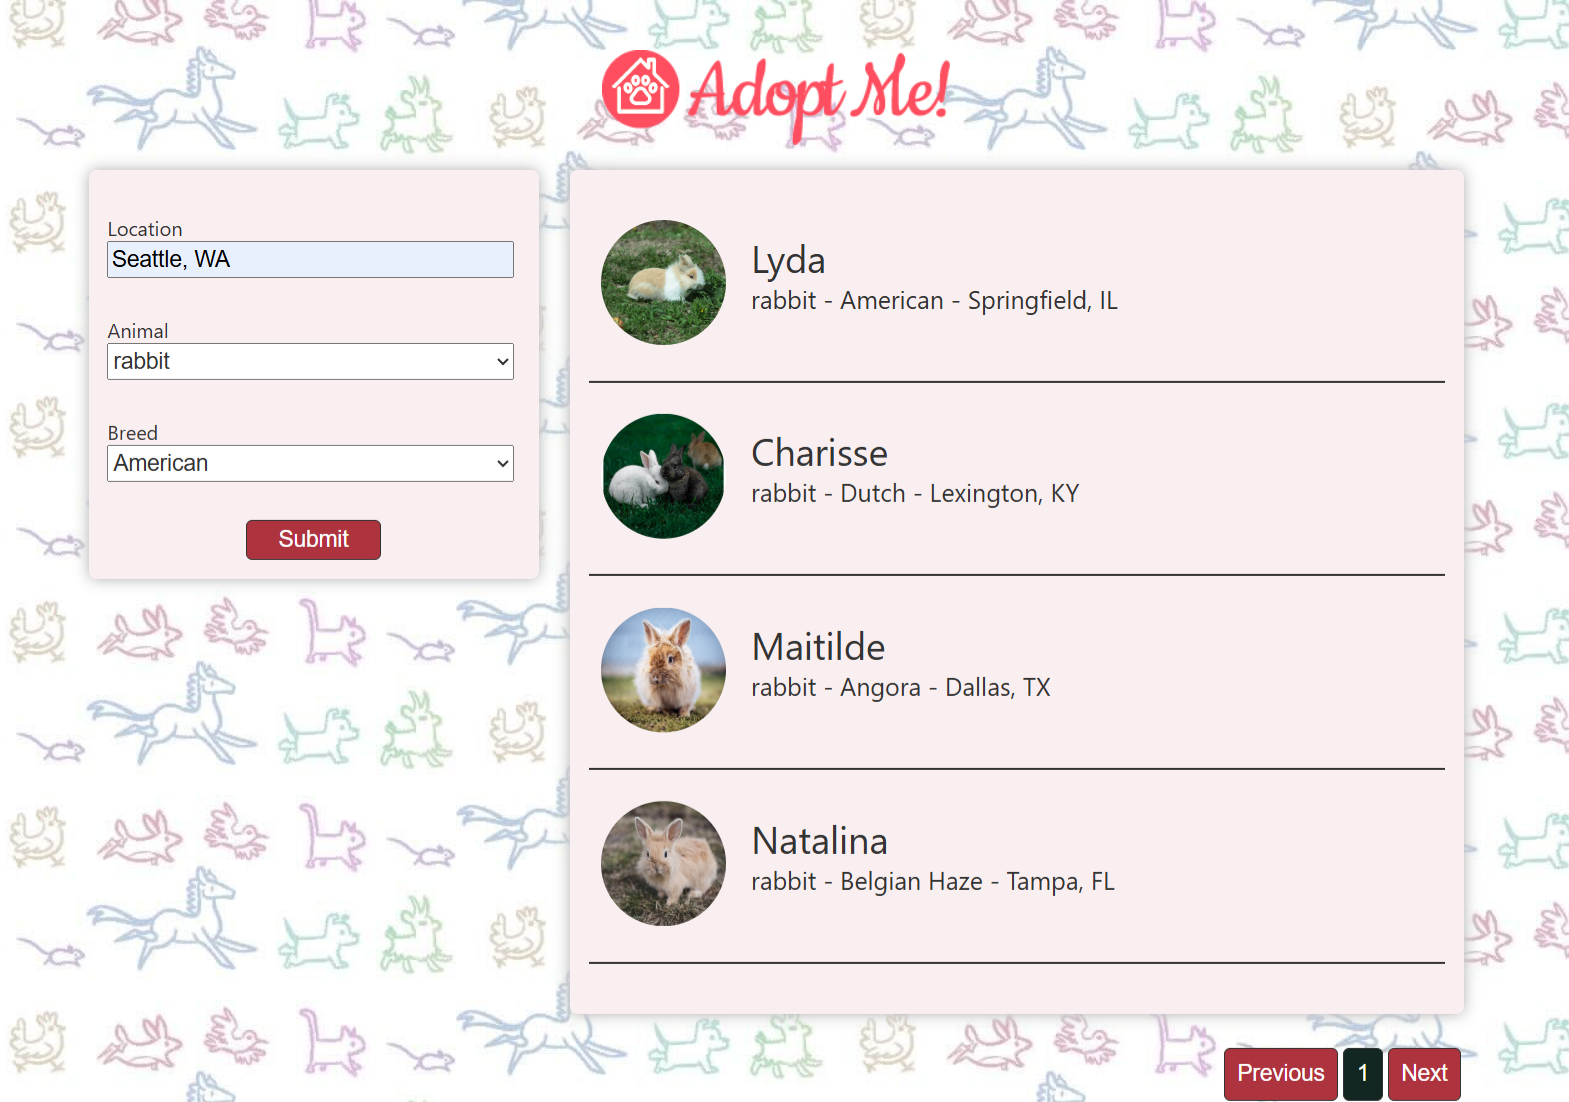 Adopt Me!
Location
Seattle, WA
Animal
rabbit
Breed
American
Submit
Lyda
rabbit - American - Springfield, IL
Charisse
rabbit - Dutch - Lexington, KY
Maitilde
rabbit - Angora - Dallas, TX
Natalina
rabbit - Belgian Haze - Tampa, FL
Previous 1 Next